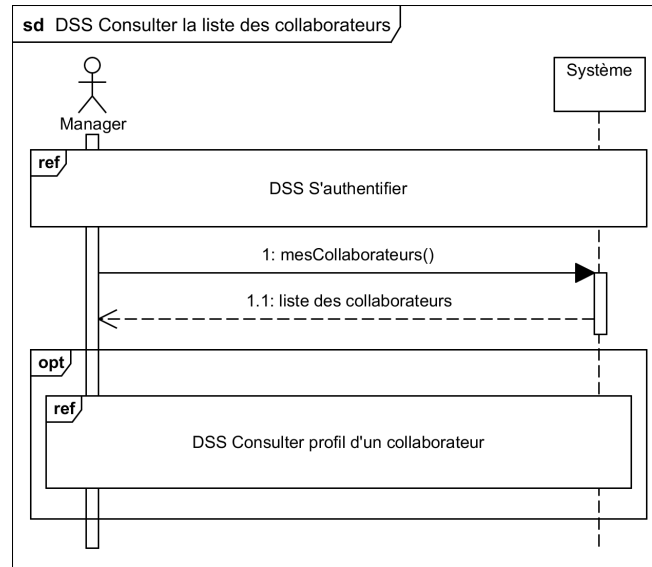 sd DSS Consulter la liste des collaborateurs
Système
Manager
ref
DSS S'authentifier
1: mesCollaborateurs()
1.1: liste des collaborateurs
opt
ref
DSS Consulter profil d'un collaborateur